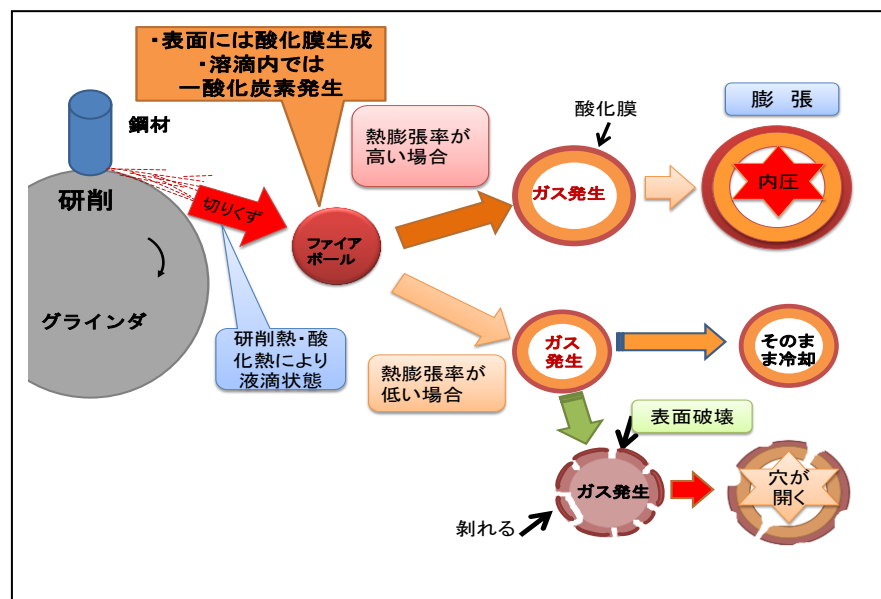 ・表面には酸化膜生成
・溶滴内では
一酸化炭素発生
鋼材
研削
切りくず
グラインダ
研削熱・酸
化熱により
液滴状態
ファイア
ボール
熱膨張率が
高い場合
酸化膜
ガス発生
膨 張
内圧
熱膨張率が
低い場合
ガス
発生
そのま
ま冷却
表面破壊
ガス発生
剝れる
穴が
開く